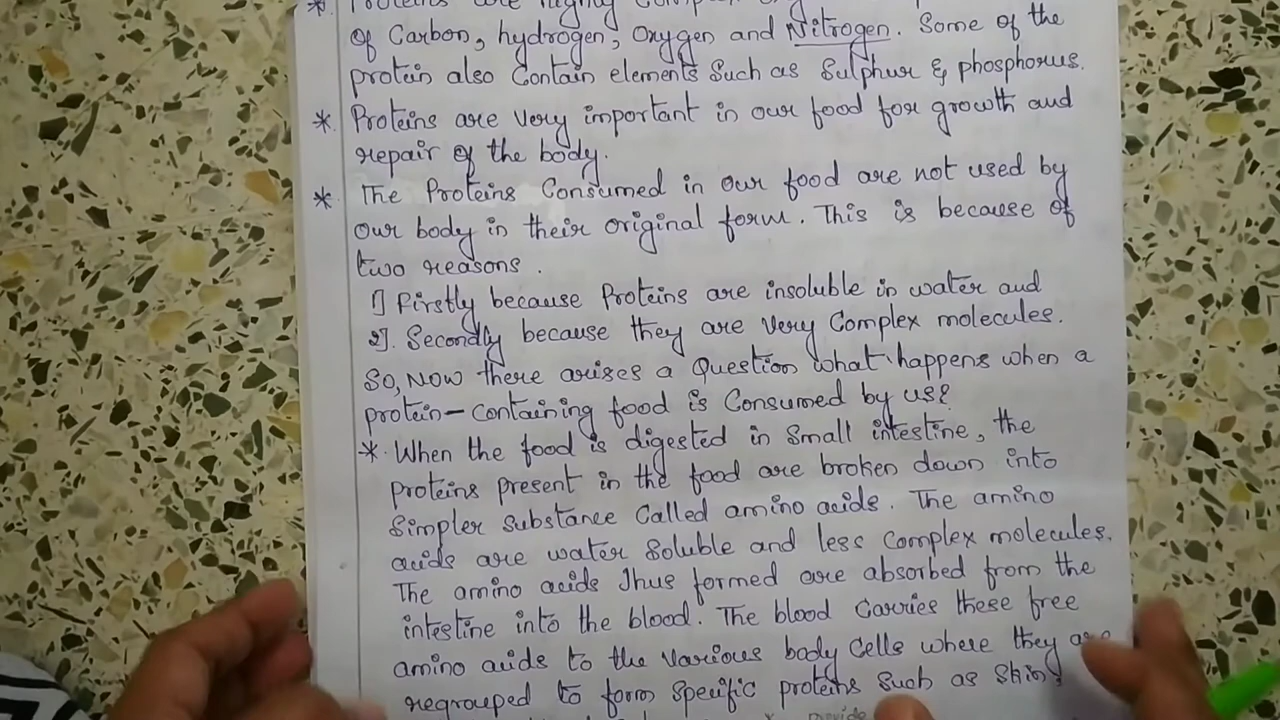 * Proteins are highly
of Carbon, hydrogen, Oxygen and Nitrogen. Some of the
protein also Contain elements Such as Sulphur & phosphorus.
* Proteins are very important in our food for growth and
repair of the body.
* The Proteins Consumed in our food are not used by
our body in their original form. This is because of
two reasons.
1] Firstly because Proteins are insoluble in water and
2]. Secondly because they are very Complex molecules.
So, Now there arises a Question what happens when a
protein-containing food is Consumed by us?
* When the food is digested in Small intestine, the
proteins present in the food are broken down into
Simpler Substance Called amino acids. The amino
acids are water Soluble and less Complex molecules.
The amino acids Thus formed are absorbed from the
intestine into the blood. The blood Carries these free
amino acids to the various body Cells where they are
regrouped to form Specific proteins Such as Skin,
provide